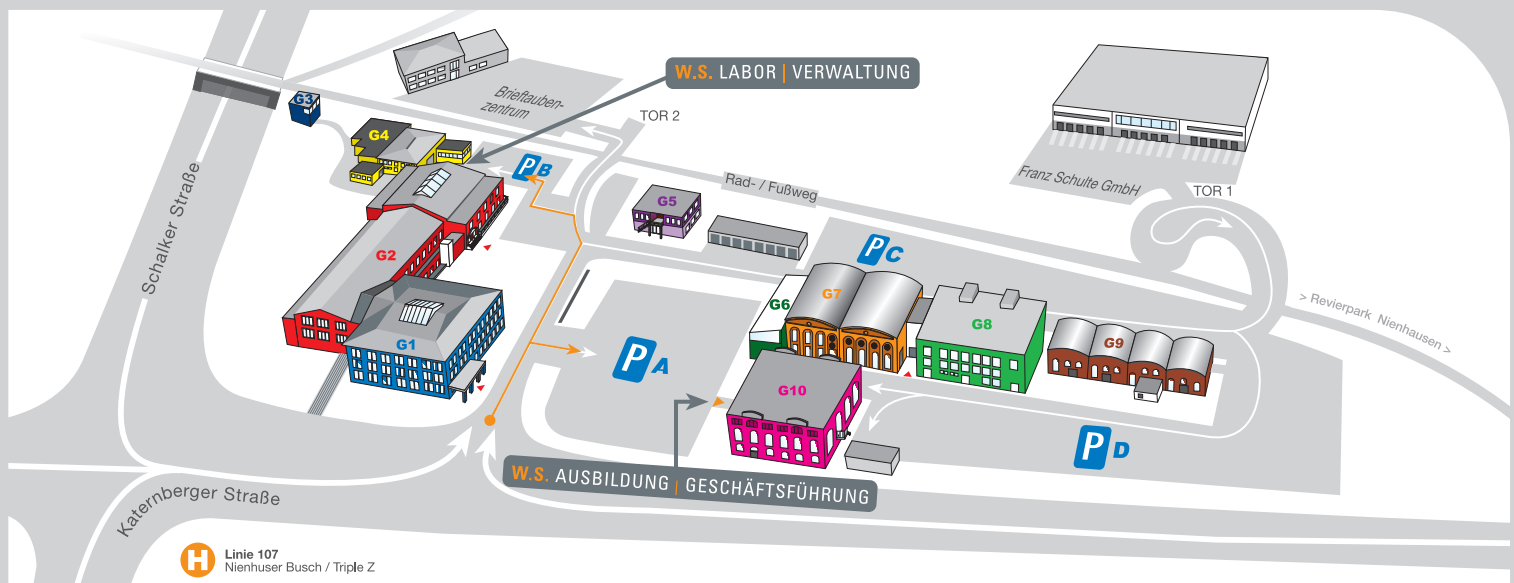 W.S. LABOR | VERWALTUNG
Brieftauben-
zentrum
TOR 2
G3
G4
P B
Schalker Straße
Rad- / Fußweg
Franz Schulte GmbH
TOR 1
G5
G2
P C
> Revierpark Nienhausen >
G6
G7
G8
G1
G9
P A
G10
P D
W.S. AUSBILDUNG | GESCHÄFTSFÜHRUNG
Katernberger Straße
H
Linie 107
Nienhuser Busch / Triple Z